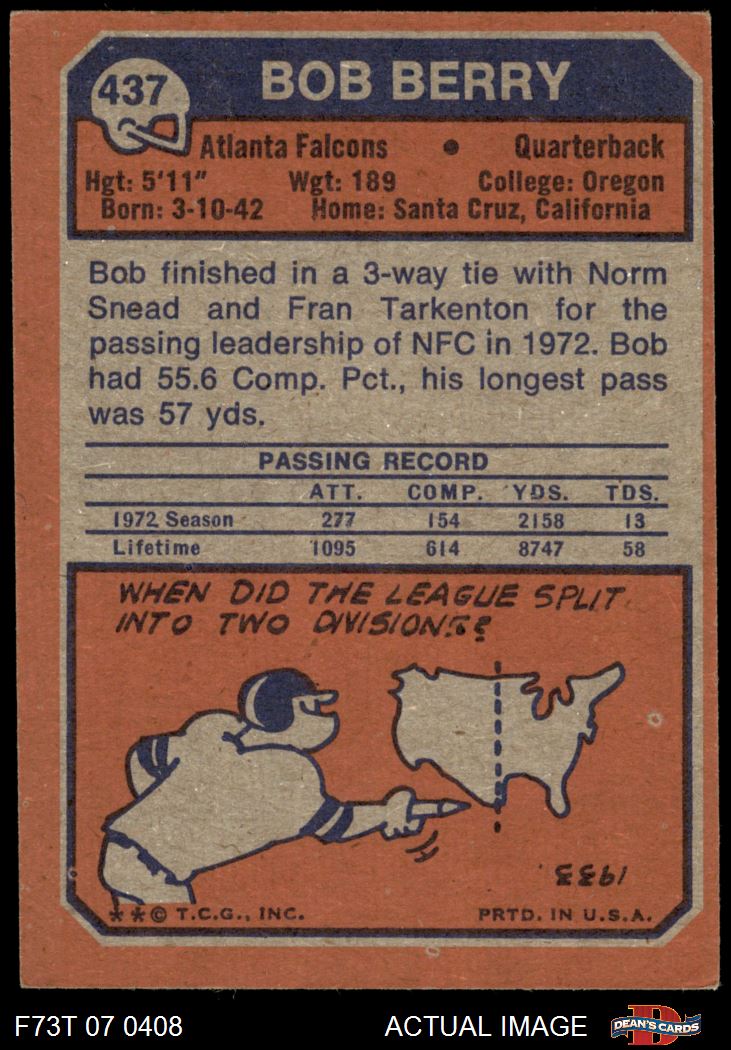 437
BOB BERRY
Atlanta Falcons • Quarterback
Hgt: 5'11" Wgt: 189 College: Oregon
Born: 3-10-42 Home: Santa Cruz, California
Bob finished in a 3-way tie with Norm
Snead and Fran Tarkenton for the
passing leadership of NFC in 1972. Bob
had 55.6 Comp. Pct., his longest pass
was 57 yds.
PASSING RECORD
ATT. COMP. YDS. TDS.
1972 Season 277 154 2158 13
Lifetime 1095 614 8747 58
WHEN DID THE LEAGUE SPLIT
INTO TWO DIVISIONS?
1933
**© T.C.G., INC. PRTD. IN U.S.A.
F73T 07 0408 ACTUAL IMAGE
D
DEAN'S CARDS